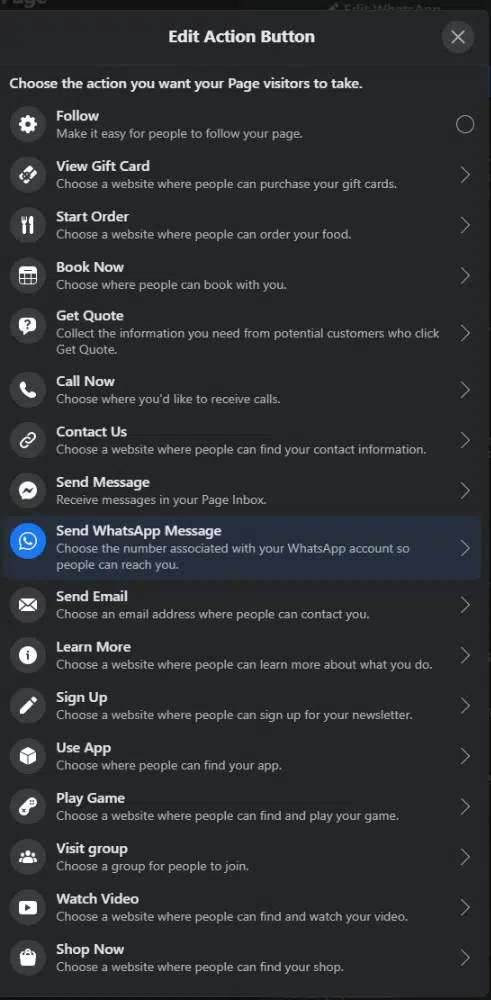 Page
Edit WhatsApp
Edit Action Button
Choose the action you want your Page visitors to take.
Follow
Make it easy for people to follow your page.
View Gift Card
Choose a website where people can purchase your gift cards.
Start Order
Choose a website where people can order your food.
Book Now
Choose where people can book with you.
Get Quote
Collect the information you need from potential customers who click
Get Quote.
Call Now
Choose where you'd like to receive calls.
Contact Us
Choose a website where people can find your contact information.
Send Message
Receive messages in your Page Inbox.
Send WhatsApp Message
Choose the number associated with your WhatsApp account so
people can reach you.
Send Email
Choose an email address where people can contact you.
Learn More
Choose a website where people can learn more about what you do.
Sign Up
Choose a website where people can sign up for your newsletter.
Use App
Choose where people can find your app.
Play Game
Choose a website where people can find and play your game.
Visit group
Choose a group for people to join.
Watch Video
Choose a website where people can find and watch your video.
Shop Now
Choose a website where people can find your shop.